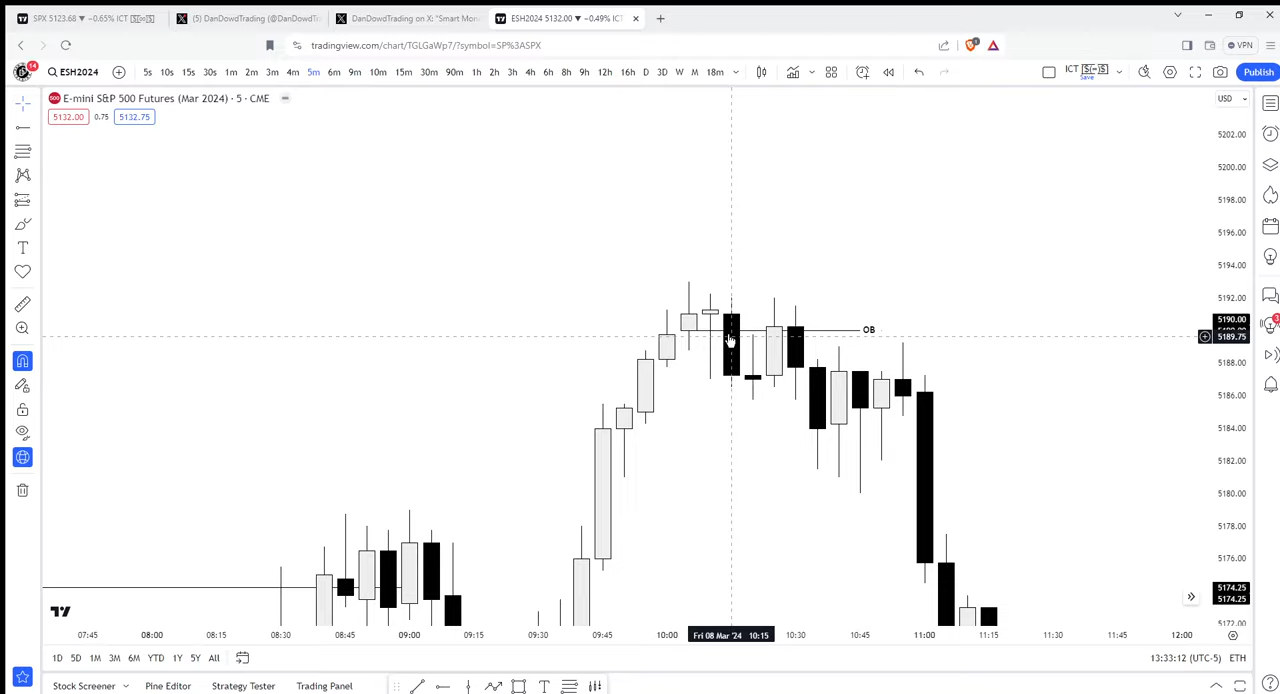 SPX 5123.68 ▼ −0.65% ICT
(5) DanDowdTrading (@DanDowdTr
DanDowdTrading on X: "Smart Mon
ESH2024 5132.00 ▼ −0.49% ICT
tradingview.com/chart/TGLGaWp7/?symbol=SP%3ASPX
VPN
14
ESH2024 5s 10s 15s 30s 1m 2m 3m 4m 5m 6m 9m 10m 15m 30m 90m 1h 2h 3h 4h 6h 8h 9h 12h 16h D 3D W M 18m
ICT
Save
Publish
E-mini S&P 500 Futures (Mar 2024) · 5 · CME
USD
5132.00 0.75 5132.75
5202.00
5200.00
5198.00
5196.00
5194.00
5192.00
5190.00
OB
5189.75
5188.00
5186.00
5184.00
5182.00
5180.00
5178.00
5176.00
5174.25
5174.25
5172.00
3
07:45 08:00 08:15 08:30 08:45 09:00 09:15 09:30 09:45 10:00 Fri 08 Mar '24 10:15 10:30 10:45 11:00 11:15 11:30 11:45 12:00
1D 5D 1M 3M 6M YTD 1Y 5Y All
13:33:12 (UTC-5) ETH
Stock Screener Pine Editor Strategy Tester Trading Panel